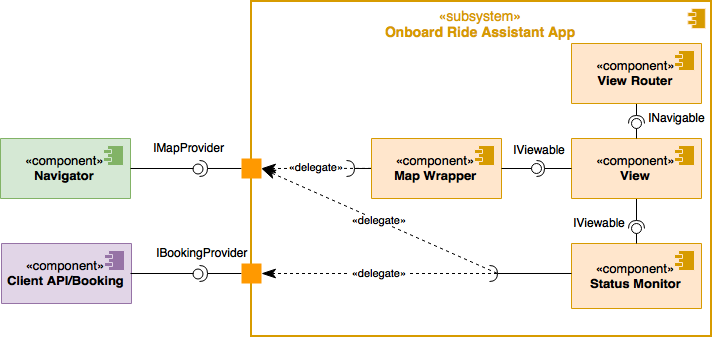 «subsystem»
Onboard Ride Assistant App
«component»
View Router
INavigable
«component»
Navigator
IMapProvider
«delegate»
«component»
Map Wrapper
IViewable
«component»
View
«delegate»
IViewable
«component»
Client API/Booking
IBookingProvider
«delegate»
«component»
Status Monitor